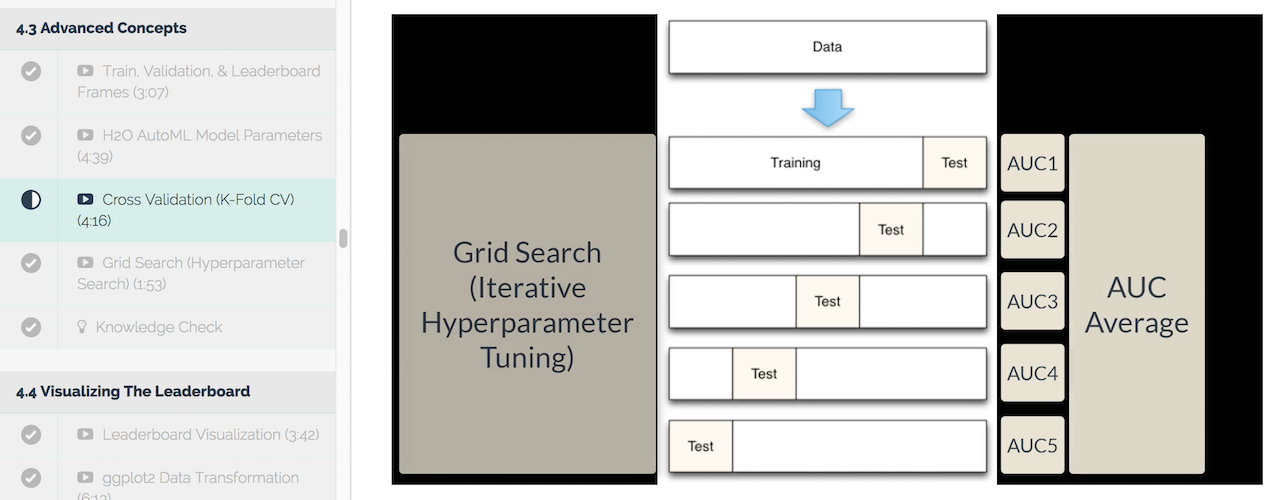 4.3 Advanced Concepts
Train, Validation, & Leaderboard
Frames (3:07)
H2O AutoML Model Parameters
(4:39)
Cross Validation (K-Fold CV)
(4:16)
Grid Search (Hyperparameter
Search) (1:53)
Knowledge Check
4.4 Visualizing The Leaderboard
Leaderboard Visualization (3:42)
ggplot2 Data Transformation
(6:12)
Grid Search
(Iterative
Hyperparameter
Tuning)
Data
Training
Test
Test
Test
Test
Test
AUC1
AUC2
AUC3
AUC4
AUC5
AUC
Average